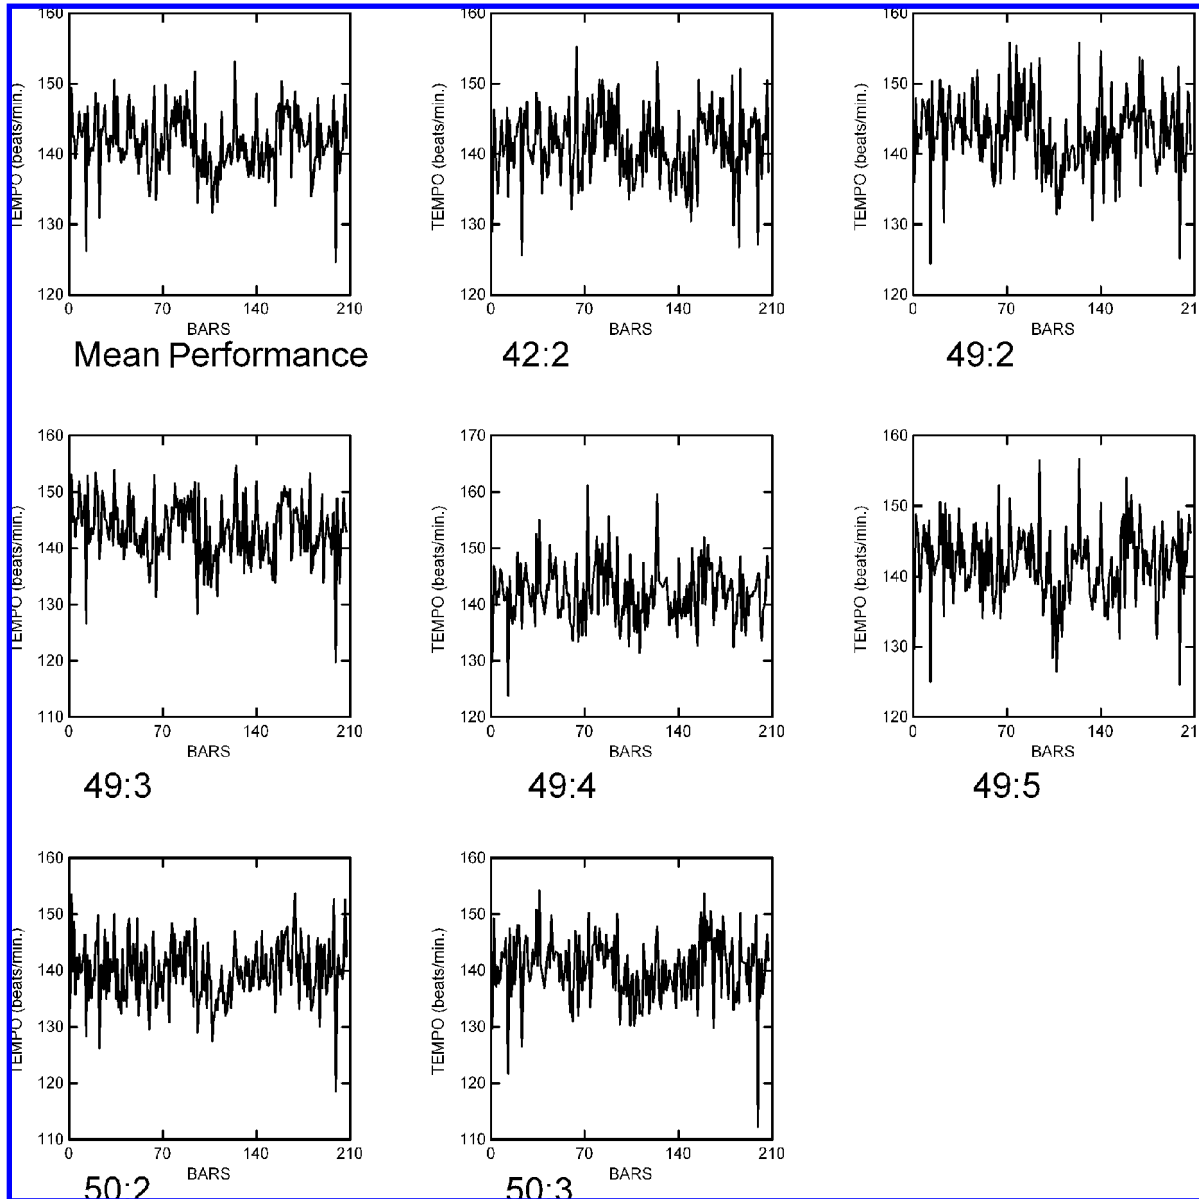 160 160 160
150 150 150
TEMPO (beats/min.) TEMPO (beats/min.) TEMPO (beats/min.)
140 140 140
130 130 130
120 120 120
0 70 140 210 0 70 140 210 0 70 140 21
BARS BARS BARS
Mean Performance 42:2 49:2
160 170 160
150 160 150
TEMPO (beats/min.) TEMPO (beats/min.) TEMPO (beats/min.)
140 150 140
130 140 130
120 130
110 120 120
0 70 140 210 0 70 140 210 0 70 140 210
BARS BARS BARS
49:3 49:4 49:5
160 160
150 150
TEMPO (beats/min.) TEMPO (beats/min.)
140 140
130 130
120 120
110 110
0 70 140 210 0 70 140 210
BARS BARS
50:2 50:3